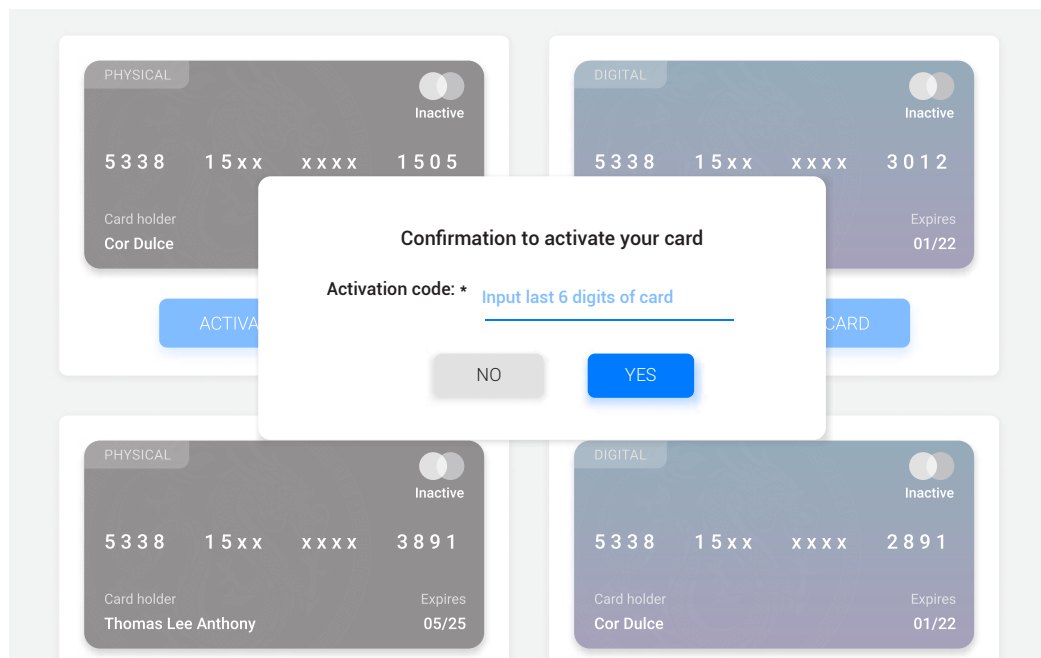 PHYSICAL
Inactive
5338 15xx xxxx 1505
Card holder
Cor Dulce
ACTIVA
DIGITAL
Inactive
5338 15xx xxxx 3012
Expires
01/22
CARD
Confirmation to activate your card
Activation code: * Input last 6 digits of card
NO YES
PHYSICAL
Inactive
5338 15xx xxxx 3891
Card holder Expires
Thomas Lee Anthony 05/25
DIGITAL
Inactive
5338 15xx xxxx 2891
Card holder Expires
Cor Dulce 01/22